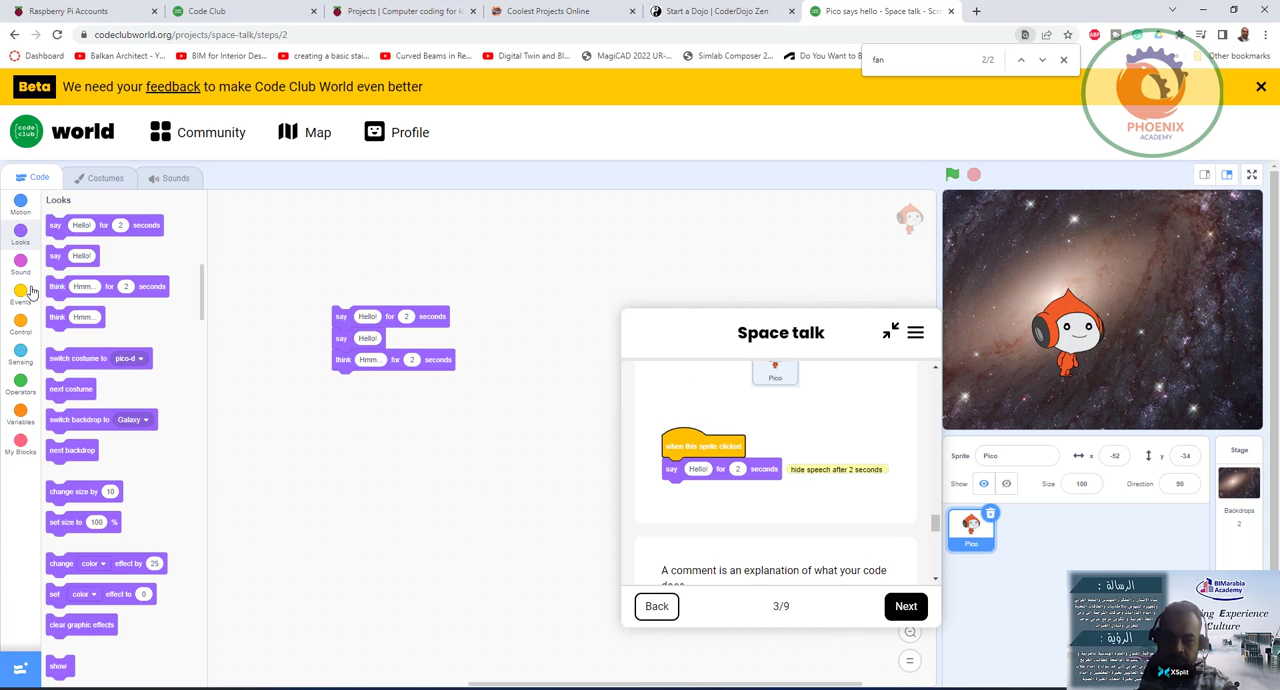 Raspberry Pi Accounts
Code Club
Projects | Computer coding for k
Coolest Projects Online
Start a Dojo | CoderDojo Zen
Pico says hello - Space talk - Scr
codeclubworld.org/projects/space-talk/steps/2
Dashboard
Balkan Architect - Y...
BIM for Interior Des...
creating a basic stai...
Curved Beams in Re...
Digital Twin and Bl...
MagiCAD 2022 UR-...
Simlab Composer 2...
Do You Want to B
Other bookmarks
fan
2/2
Beta
We need your feedback to make Code Club World even better
PHOENIX
ACADEMY
code
club
world
Community
Map
Profile
Code
Costumes
Sounds
Motion
Looks
Sound
Events
Control
Sensing
Operators
Variables
My Blocks
Looks
say Hello! for 2 seconds
say Hello!
think Hmm... for 2 seconds
think Hmm...
switch costume to pico-d
next costume
switch backdrop to Galaxy
next backdrop
change size by 10
set size to 100 %
change color effect by 25
set color effect to 0
clear graphic effects
show
say Hello! for 2 seconds
say Hello!
think Hmm... for 2 seconds
Space talk
Pico
when this sprite clicked
say Hello! for 2 seconds
hide speech after 2 seconds
A comment is an explanation of what your code
Back
3/9
Next
Sprite Pico x -52 y -34
Show Size 100 Direction 90
Pico
Stage
Backdrops
2
الرسالة :
الرؤية :
BIMarabia
Academy
Experience
Culture
XSplit